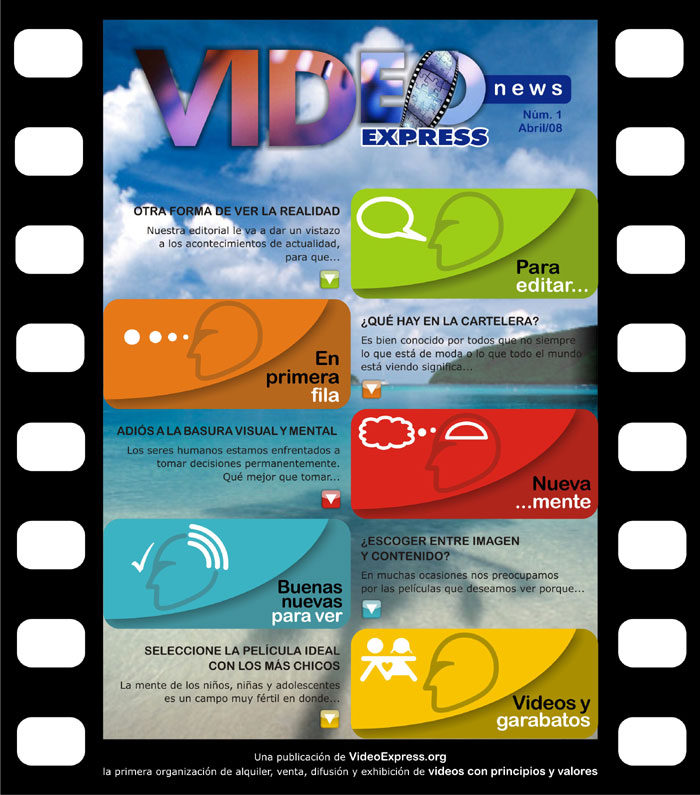 VIDEO
news
EXPRESS
Núm. 1
Abril/08
OTRA FORMA DE VER LA REALIDAD
Nuestra editorial le va a dar un vistazo
a los acontecimientos de actualidad,
para que...
Para
editar...
En
primera
fila
¿QUÉ HAY EN LA CARTELERA?
Es bien conocido por todos que no siempre
lo que está de moda o lo que todo el mundo
está viendo significa...
ADIÓS A LA BASURA VISUAL Y MENTAL
Los seres humanos estamos enfrentados a
tomar decisiones permanentemente.
Qué mejor que tomar...
Nueva
...mente
Buenas
nuevas
para ver
¿ESCOGER ENTRE IMAGEN
Y CONTENIDO?
En muchas ocasiones nos preocupamos
por las películas que deseamos ver porque...
SELECCIONE LA PELÍCULA IDEAL
CON LOS MÁS CHICOS
La mente de los niños, niñas y adolescentes
es un campo muy fértil en donde...
Videos y
garabatos
Una publicación de VideoExpress.org
la primera organización de alquiler, venta, difusión y exhibición de videos con principios y valores